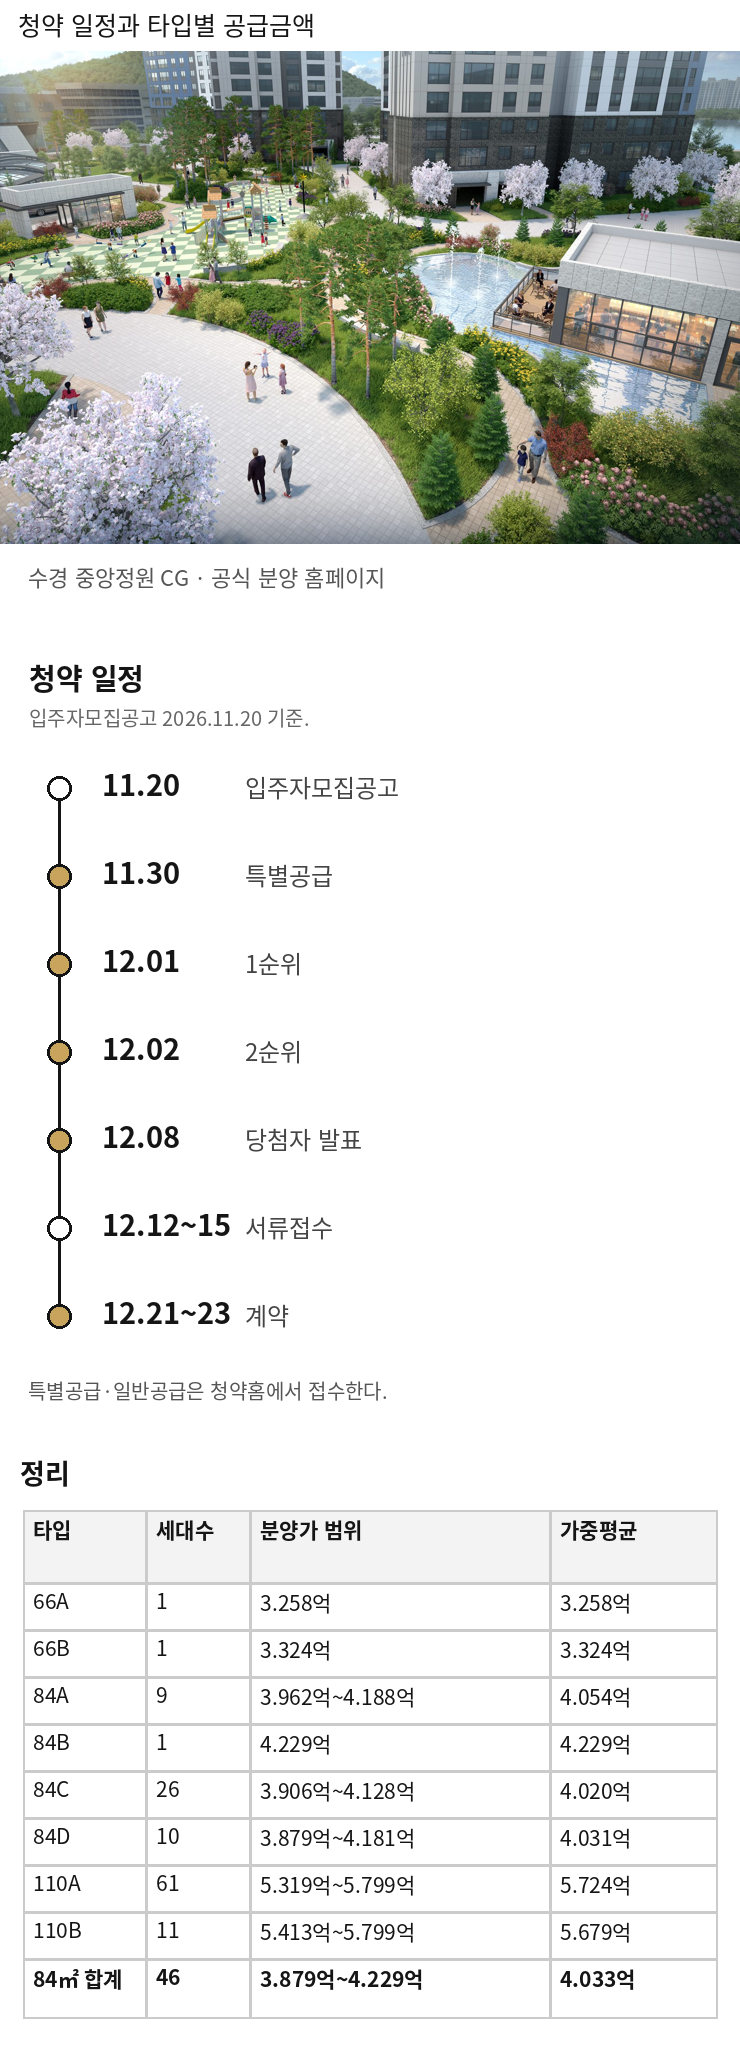 청약 일정과 타입별 공급금액
수경 중앙정원 CG · 공식 분양 홈페이지
청약 일정
입주자모집공고 2026.11.20 기준.
11.20 입주자모집공고
11.30 특별공급
12.01 1순위
12.02 2순위
12.08 당첨자 발표
12.12~15 서류접수
12.21~23 계약
특별공급·일반공급은 청약홈에서 접수한다.
정리
타입 세대수 분양가 범위 가중평균
66A 1 3.258억 3.258억
66B 1 3.324억 3.324억
84A 9 3.962억~4.188억 4.054억
84B 1 4.229억 4.229억
84C 26 3.906억~4.128억 4.020억
84D 10 3.879억~4.181억 4.031억
110A 61 5.319억~5.799억 5.724억
110B 11 5.413억~5.799억 5.679억
84㎡ 합계 46 3.879억~4.229억 4.033억